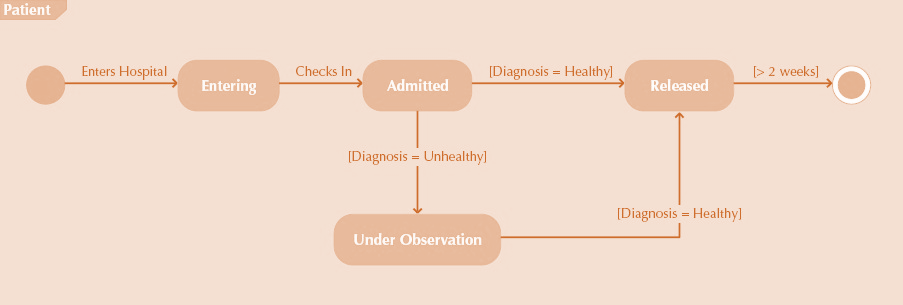 Patient
Enters Hospital
Entering
Checks In
Admitted
[Diagnosis = Healthy]
Released
[> 2 weeks]
[Diagnosis = Unhealthy]
[Diagnosis = Healthy]
Under Observation